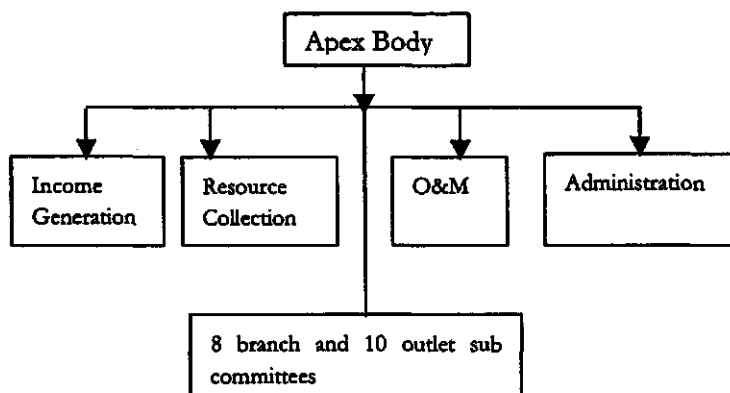 Apex Body
Income
Generation
Resource
Collection
O&M
Administration
8 branch and 10 outlet sub
committees